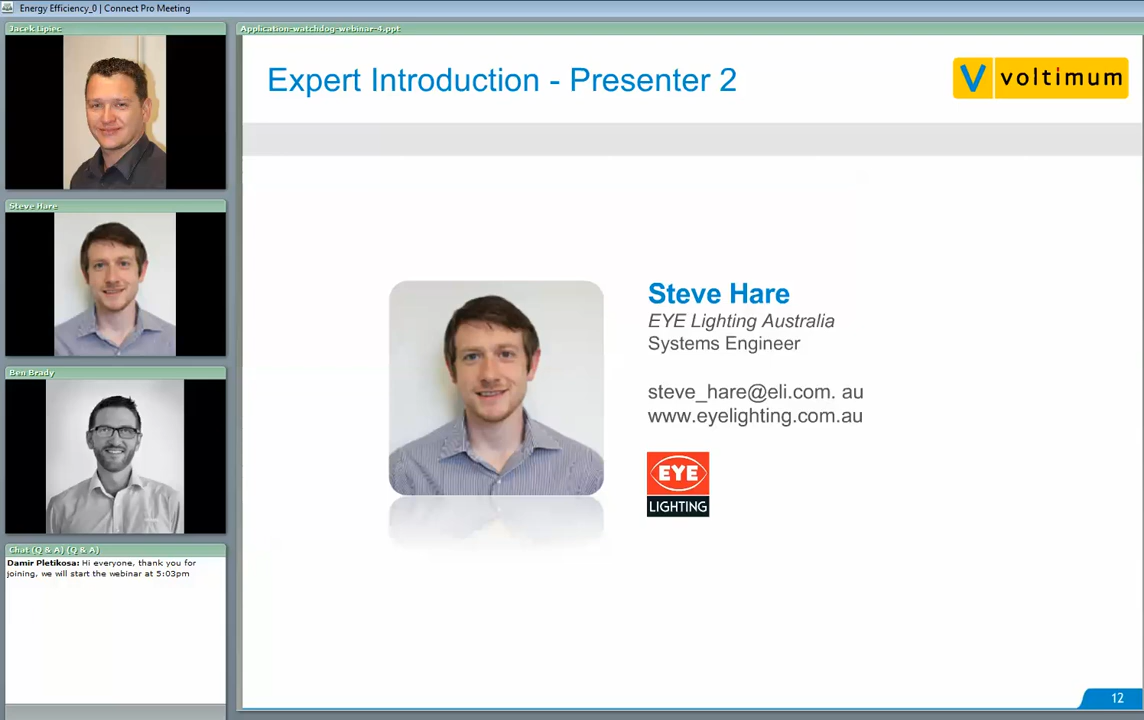 Energy Efficiency_0 | Connect Pro Meeting
Jacek Lipiec
Steve Hare
Ben Brady
Chat (Q & A) (Q & A)
Damir Pletikosa: Hi everyone, thank you for
joining, we will start the webinar at 5:03pm
Application-watchdog-webinar-4.ppt
Expert Introduction - Presenter 2
V voltimum
Steve Hare
EYE Lighting Australia
Systems Engineer
steve_hare@eli.com. au
www.eyelighting.com.au
EYE
LIGHTING
12